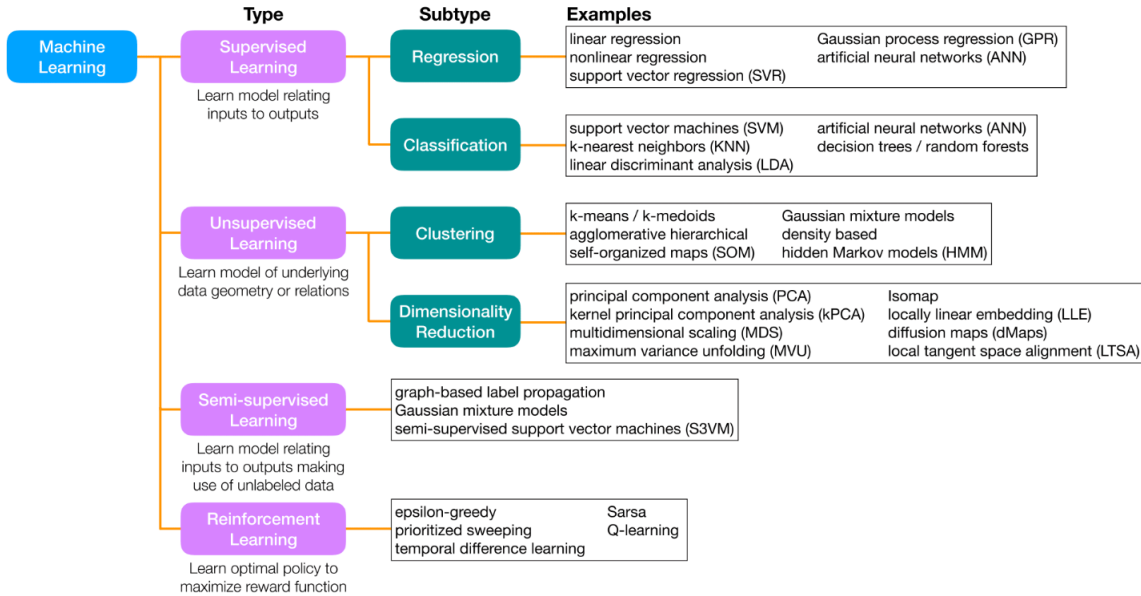 Type
Subtype
Examples
Machine
Learning
Supervised
Learning
Learn model relating
inputs to outputs
Regression
linear regression
nonlinear regression
support vector regression (SVR)
Gaussian process regression (GPR)
artificial neural networks (ANN)
Classification
support vector machines (SVM)
k-nearest neighbors (KNN)
linear discriminant analysis (LDA)
artificial neural networks (ANN)
decision trees / random forests
Unsupervised
Learning
Learn model of underlying
data geometry or relations
Clustering
k-means / k-medoids
agglomerative hierarchical
self-organized maps (SOM)
Gaussian mixture models
density based
hidden Markov models (HMM)
Dimensionality
Reduction
principal component analysis (PCA)
kernel principal component analysis (kPCA)
multidimensional scaling (MDS)
maximum variance unfolding (MVU)
Isomap
locally linear embedding (LLE)
diffusion maps (dMaps)
local tangent space alignment (LTSA)
Semi-supervised
Learning
Learn model relating
inputs to outputs making
use of unlabeled data
graph-based label propagation
Gaussian mixture models
semi-supervised support vector machines (S3VM)
Reinforcement
Learning
Learn optimal policy to
maximize reward function
epsilon-greedy
prioritized sweeping
temporal difference learning
Sarsa
Q-learning